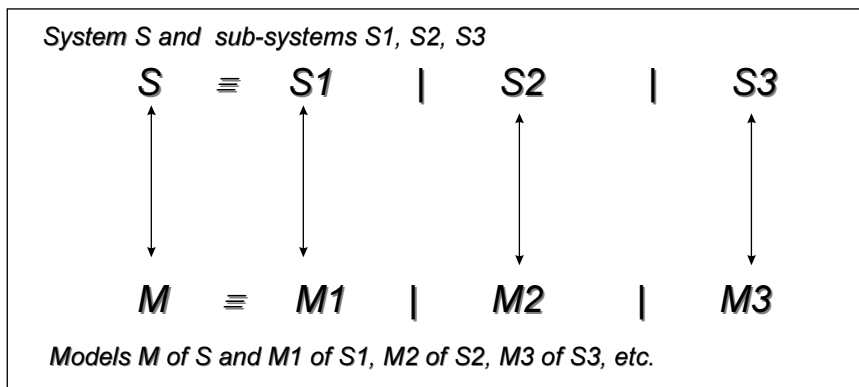 System S and sub-systems S1, S2, S3
S ≡ S1 | S2 | S3
M ≡ M1 | M2 | M3
Models M of S and M1 of S1, M2 of S2, M3 of S3, etc.